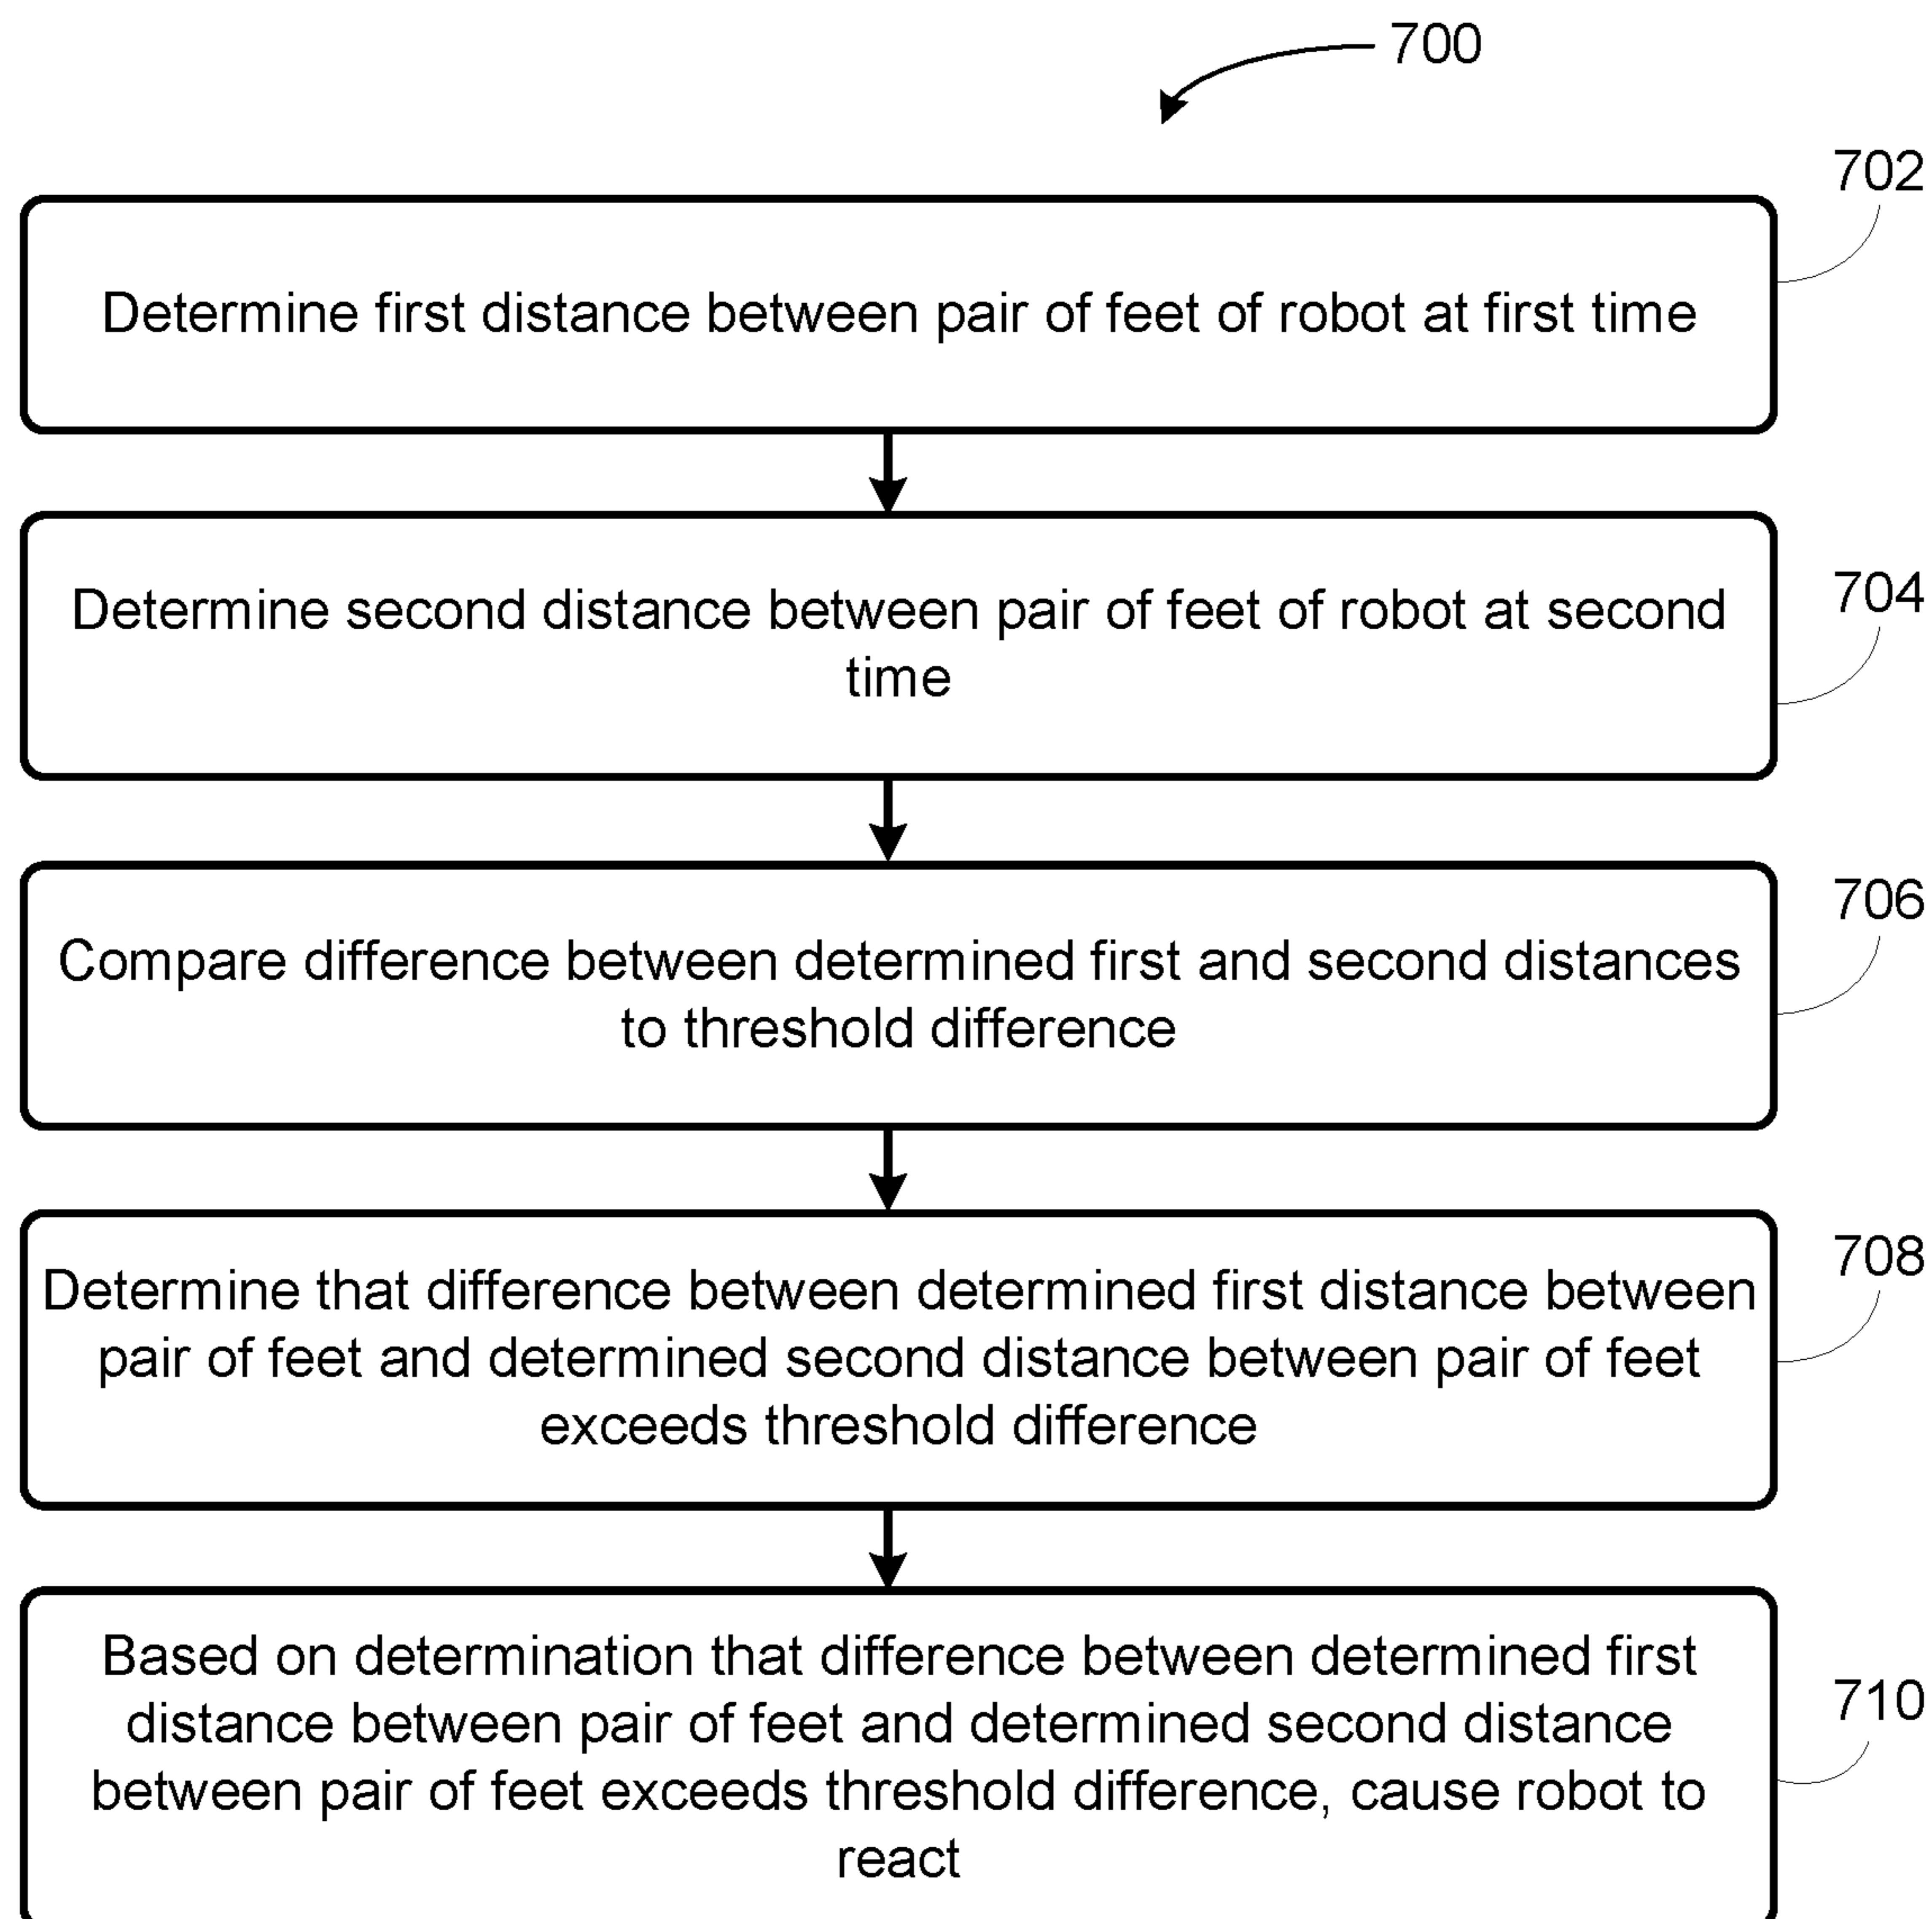 700
702
Determine first distance between pair of feet of robot at first time
704
Determine second distance between pair of feet of robot at second
time
706
Compare difference between determined first and second distances
to threshold difference
708
Determine that difference between determined first distance between
pair of feet and determined second distance between pair of feet
exceeds threshold difference
710
Based on determination that difference between determined first
distance between pair of feet and determined second distance
between pair of feet exceeds threshold difference, cause robot to
react